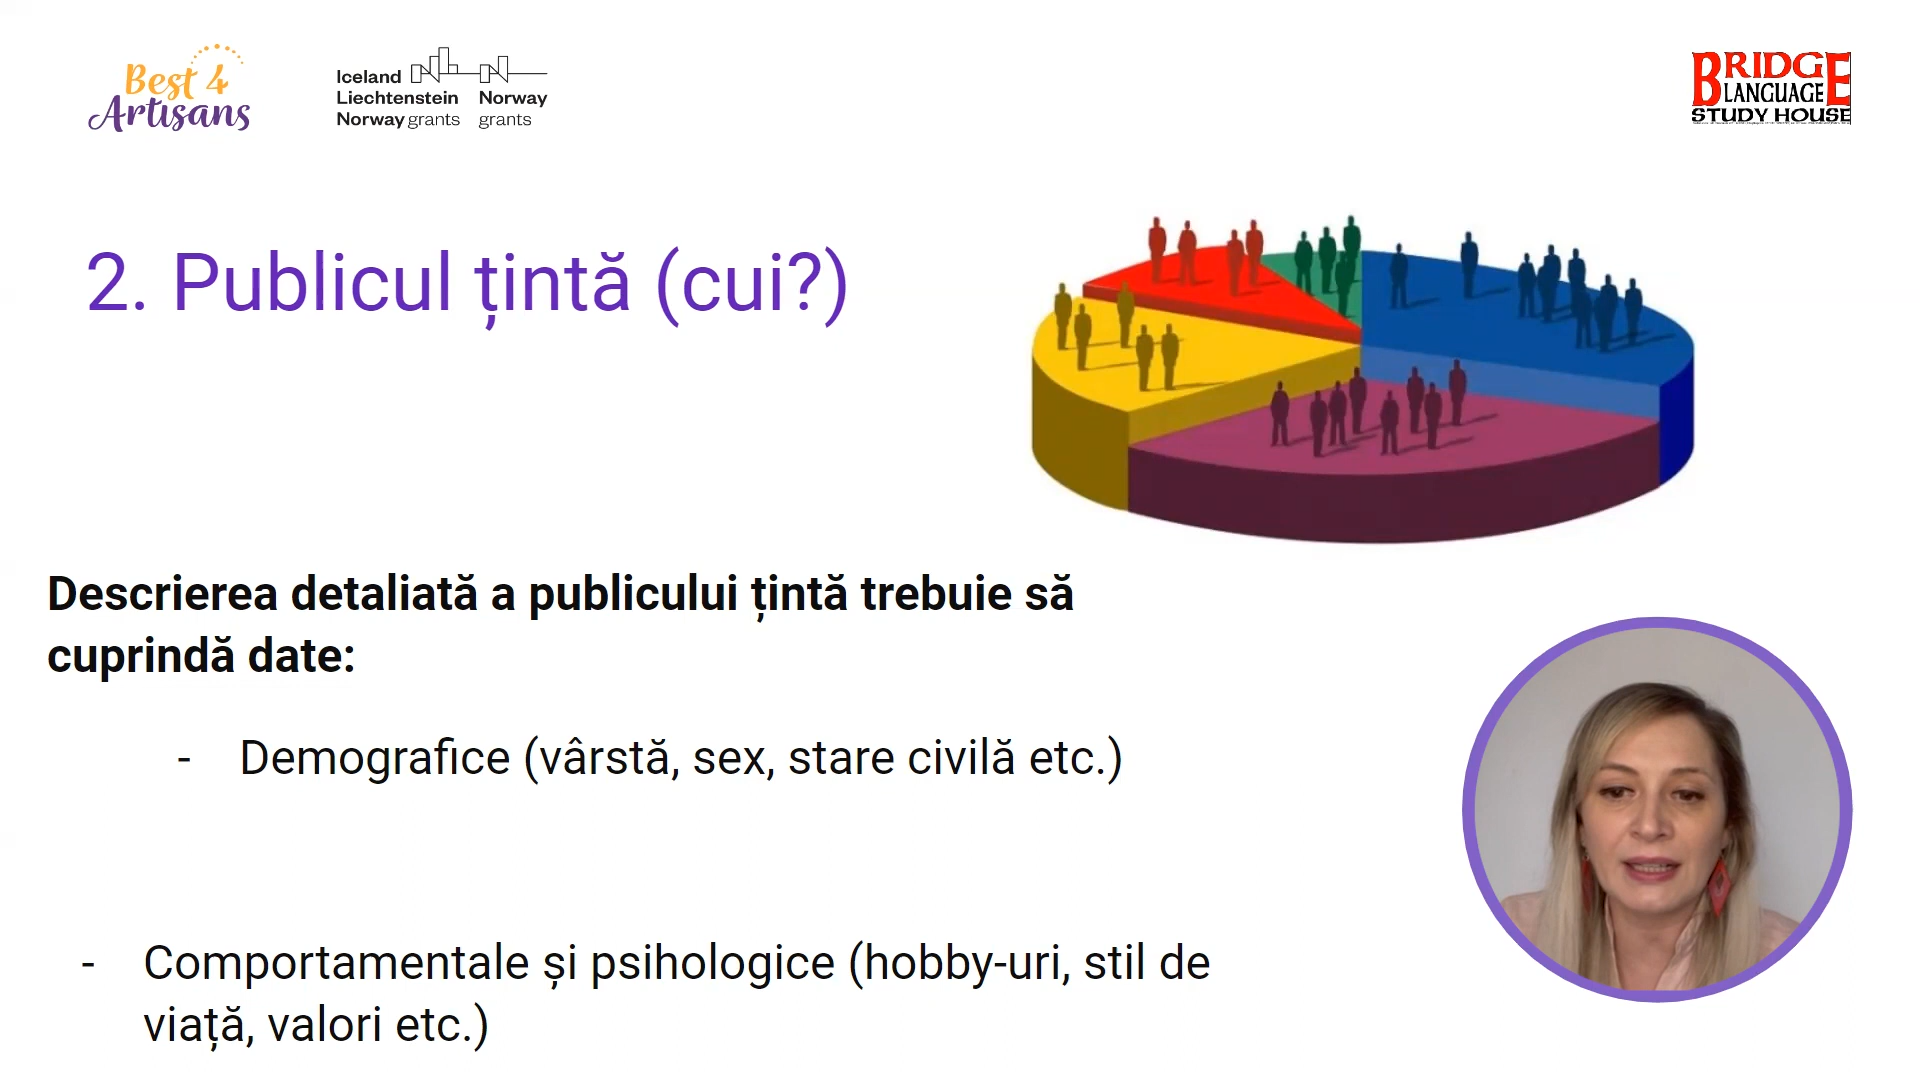 Best 4
Artisans
Iceland
Liechtenstein
Norway grants
Norway
grants
BRIDGE
LANGUAGE
STUDY HOUSE
2. Publicul țintă (cui?)
Descrierea detaliată a publicului țintă trebuie să
cuprindă date:
- Demografice (vârstă, sex, stare civilă etc.)
- Comportamentale și psihologice (hobby-uri, stil de
viață, valori etc.)